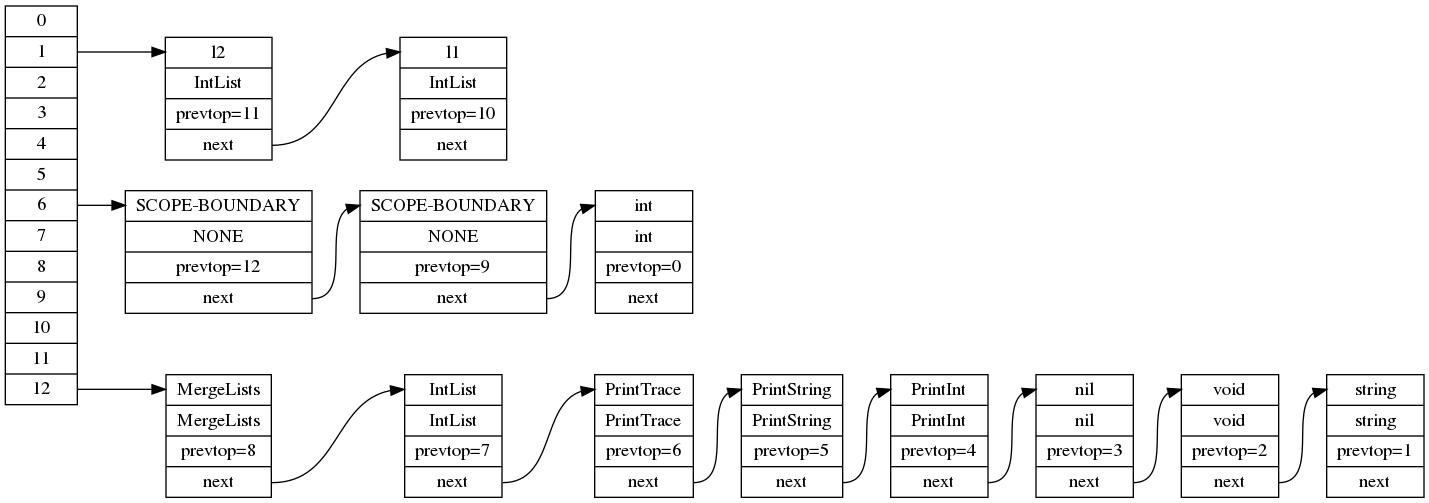 0
1
2
3
4
5
6
7
8
9
10
11
12
l2
IntList
prevtop=11
next
l1
IntList
prevtop=10
next
SCOPE-BOUNDARY
NONE
prevtop=12
next
SCOPE-BOUNDARY
NONE
prevtop=9
next
int
int
prevtop=0
next
MergeLists
MergeLists
prevtop=8
next
IntList
IntList
prevtop=7
next
PrintTrace
PrintTrace
prevtop=6
next
PrintString
PrintString
prevtop=5
next
PrintInt
PrintInt
prevtop=4
next
nil
nil
prevtop=3
next
void
void
prevtop=2
next
string
string
prevtop=1
next